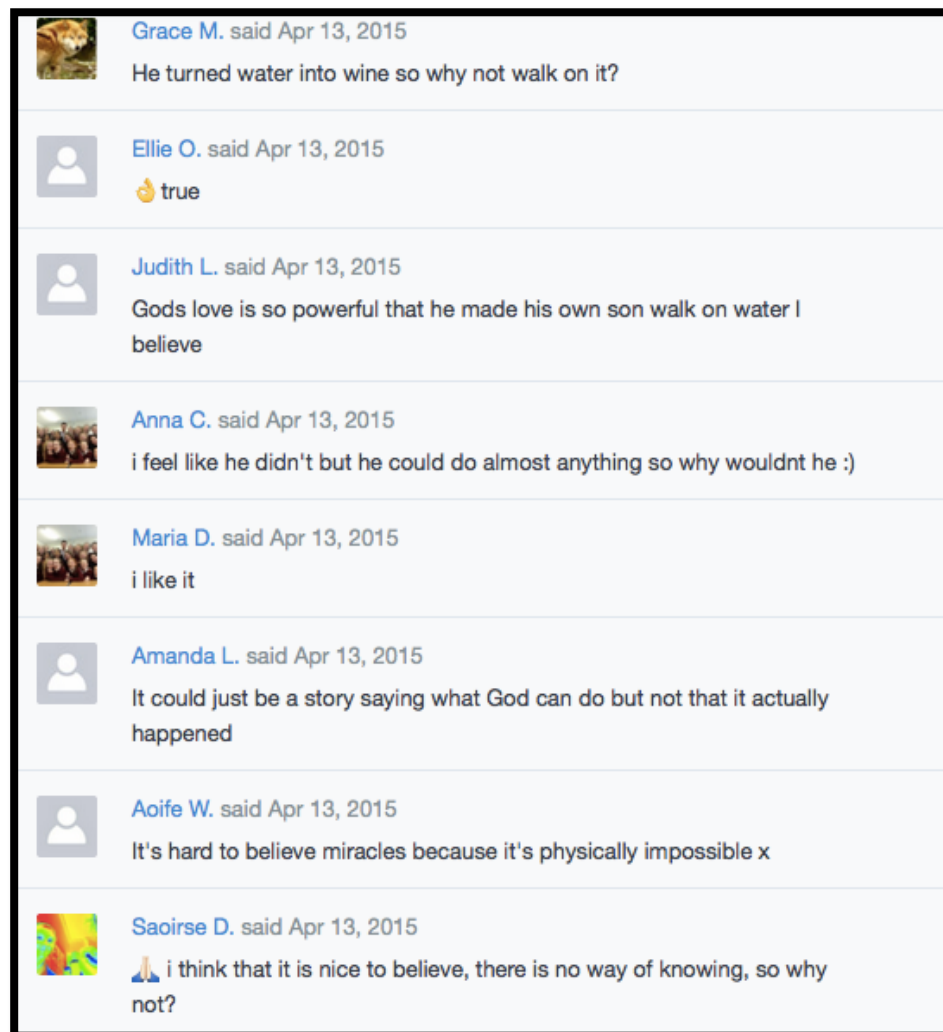 Grace M. said Apr 13, 2015
He turned water into wine so why not walk on it?
Ellie O. said Apr 13, 2015
👌true
Judith L. said Apr 13, 2015
Gods love is so powerful that he made his own son walk on water I
believe
Anna C. said Apr 13, 2015
i feel like he didn't but he could do almost anything so why wouldnt he :)
Maria D. said Apr 13, 2015
i like it
Amanda L. said Apr 13, 2015
It could just be a story saying what God can do but not that it actually
happened
Aoife W. said Apr 13, 2015
It's hard to believe miracles because it's physically impossible x
Saoirse D. said Apr 13, 2015
🙏🏻 i think that it is nice to believe, there is no way of knowing, so why
not?